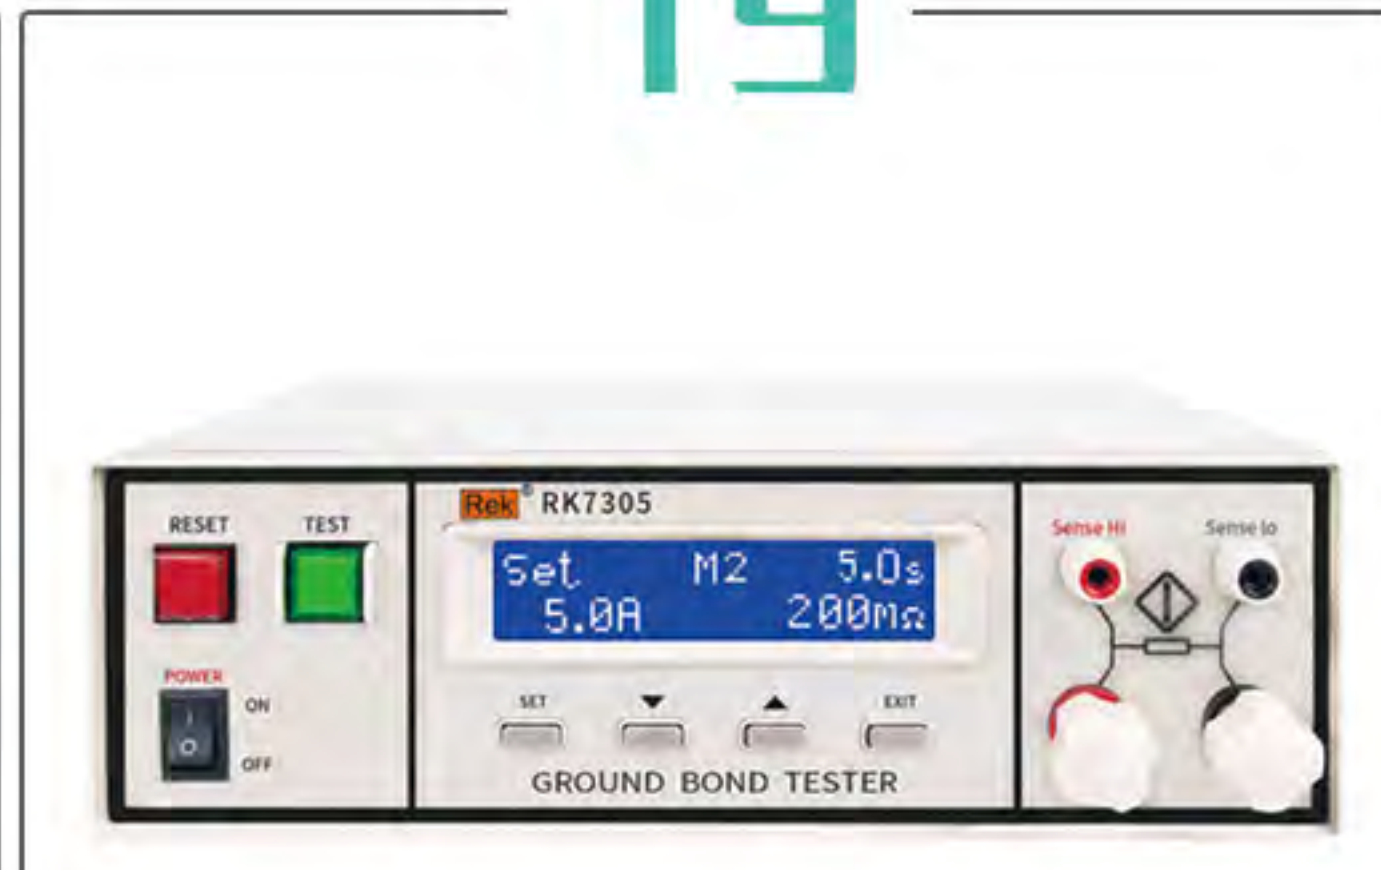 19
RESET TEST
POWER
ON
OFF
Rek® RK7305
Set M2 5.0s
5.0A 200mΩ
SET ▼ ▲ EXIT
GROUND BOND TESTER
Sense Hi Sense lo